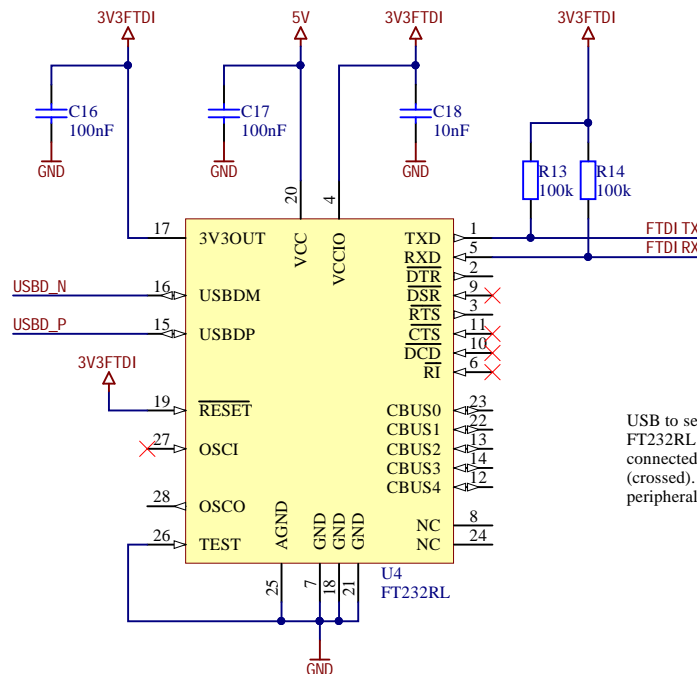 3V3FTDI
5V
3V3FTDI
3V3FTDI
C16
100nF
C17
100nF
C18
10nF
GND
GND
GND
R13
100k
R14
100k
20
4
17
3V3OUT
VCC
VCCIO
TXD
1
FTDI TX
RXD
5
FTDI RX
DTR
2
USBD_N
16
USBDM
DSR
9
RTS
3
USBD_P
15
USBDP
CTS
11
DCD
10
RI
6
3V3FTDI
19
RESET
CBUS0
23
CBUS1
22
27
OSCI
CBUS2
13
CBUS3
14
CBUS4
12
28
OSCO
NC
8
26
TEST
NC
24
AGND
GND
GND
GND
25
7
18
21
U4
FT232RL
GND
USB to se
FT232RL
connected
(crossed).
peripheral